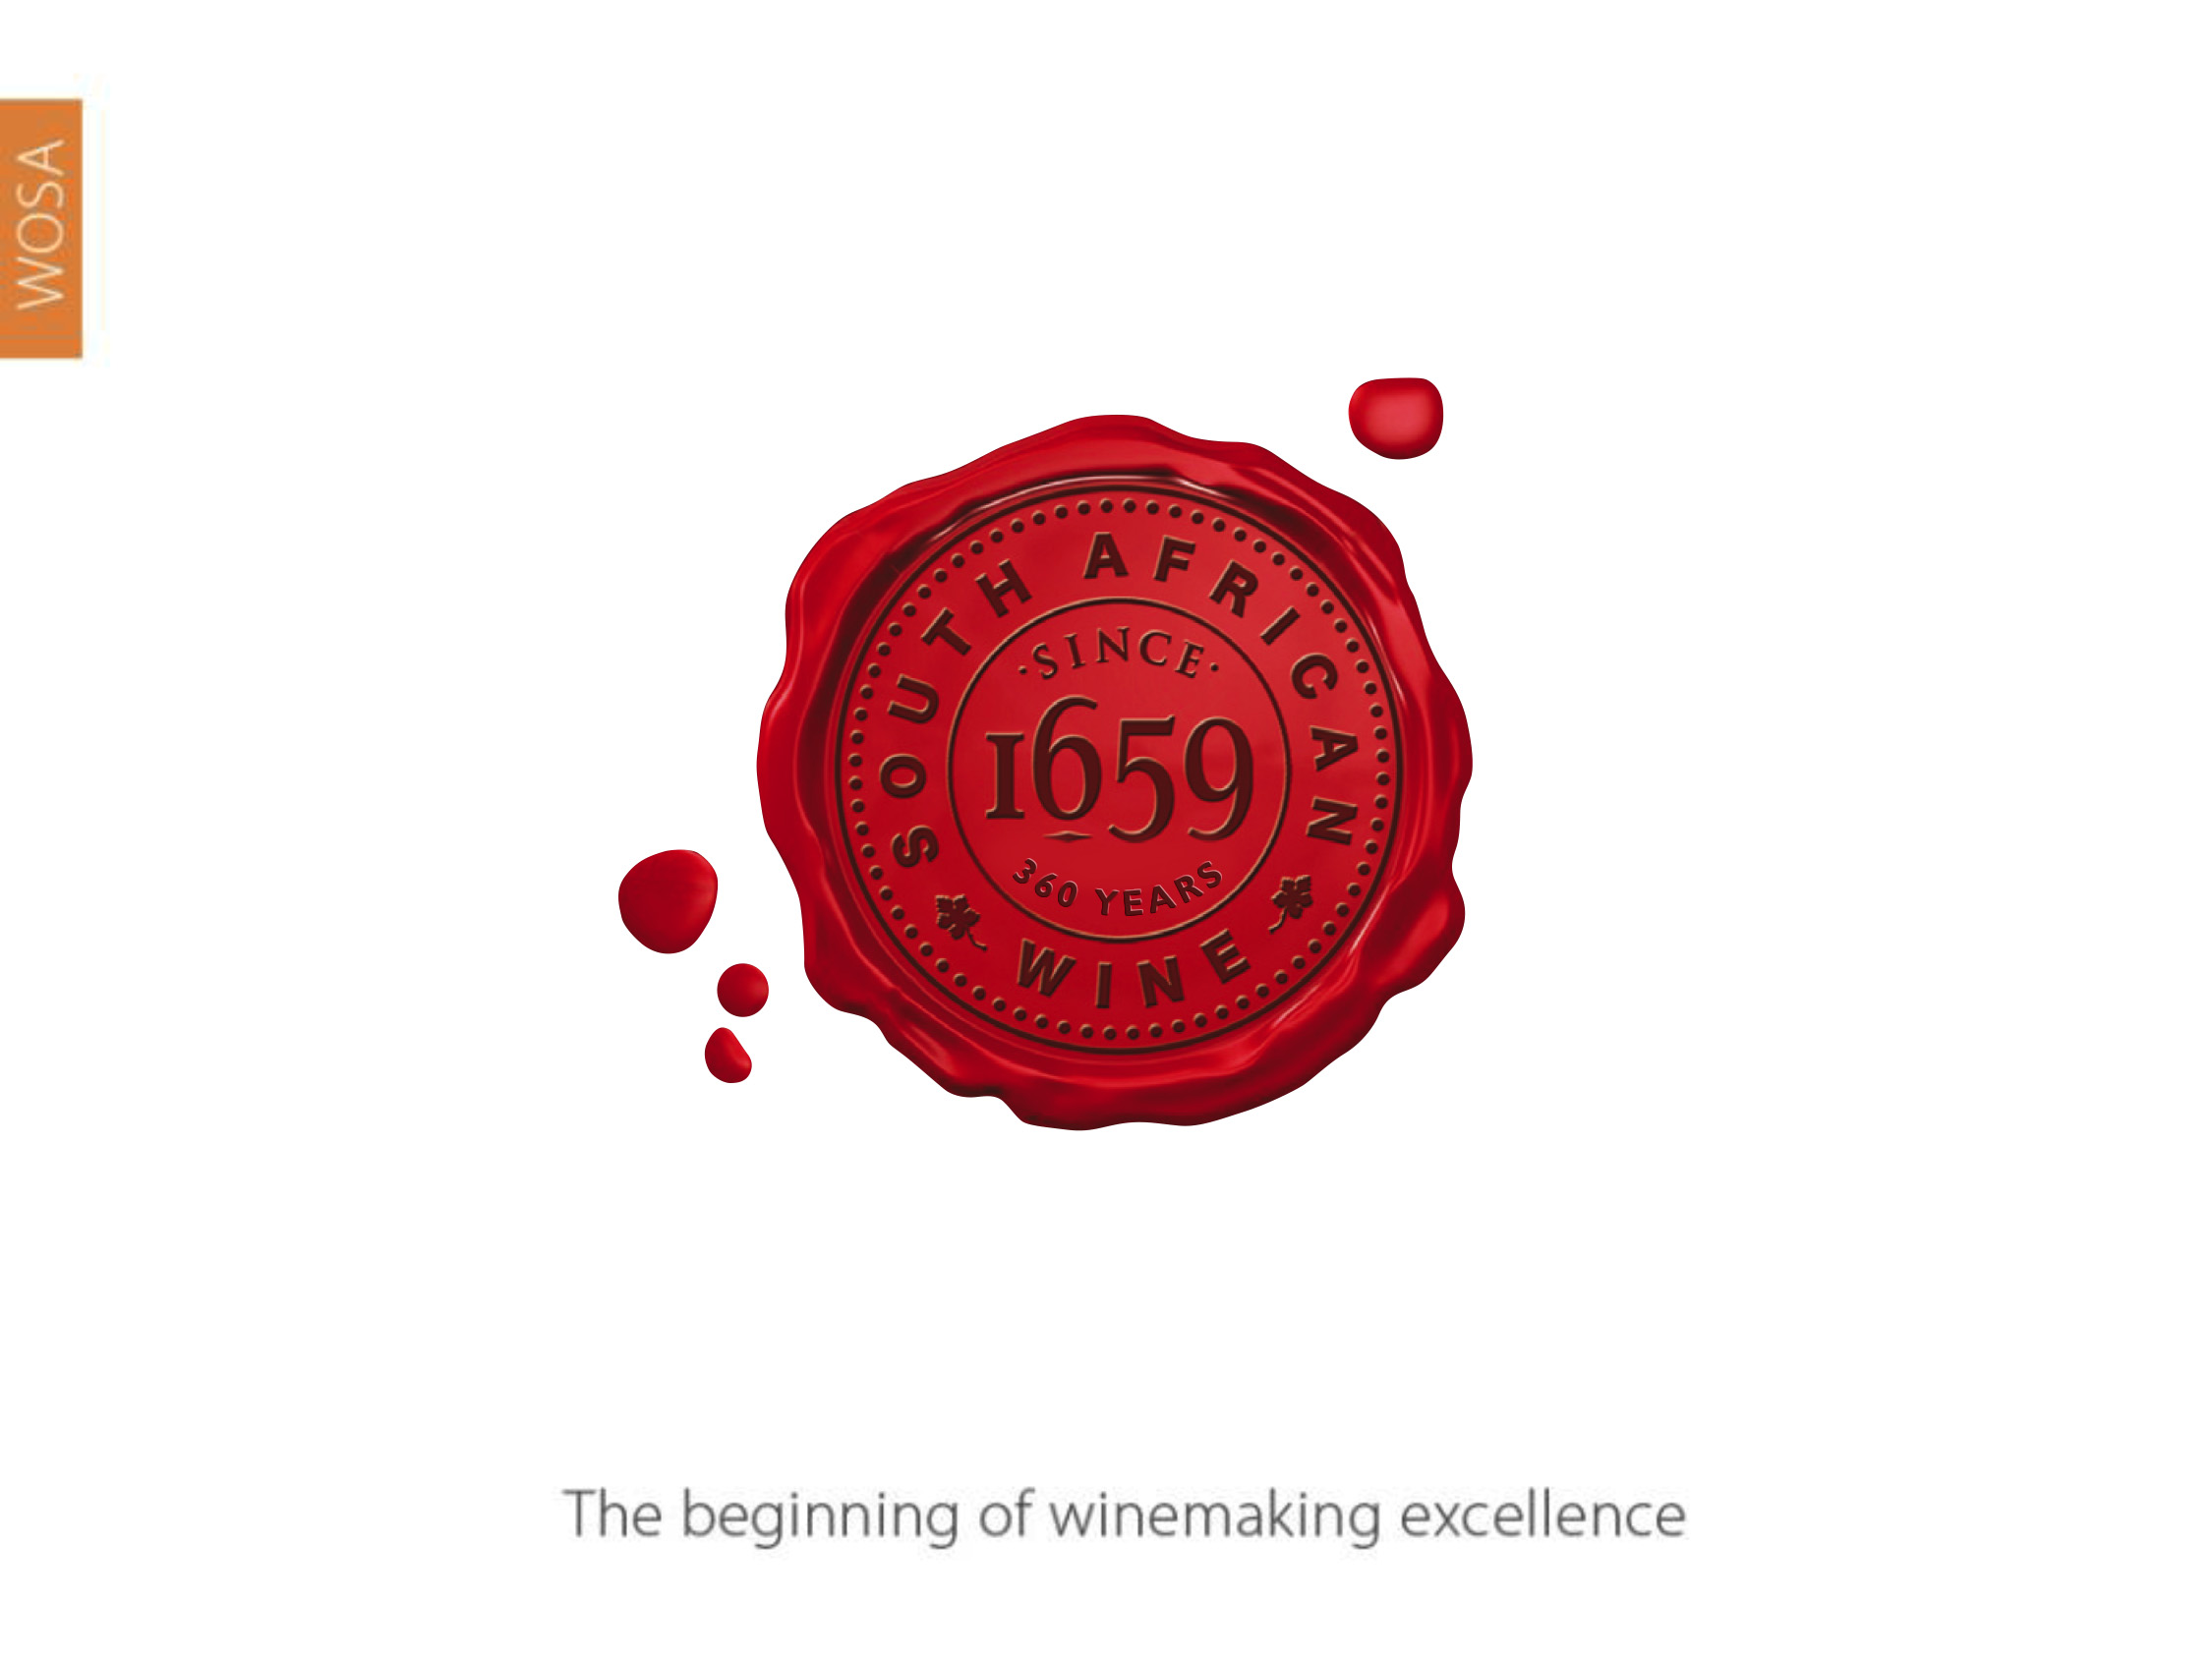 WOSA
SOUTH AFRICAN
·SINCE·
1659
360 YEARS
WINE
The beginning of winemaking excellence